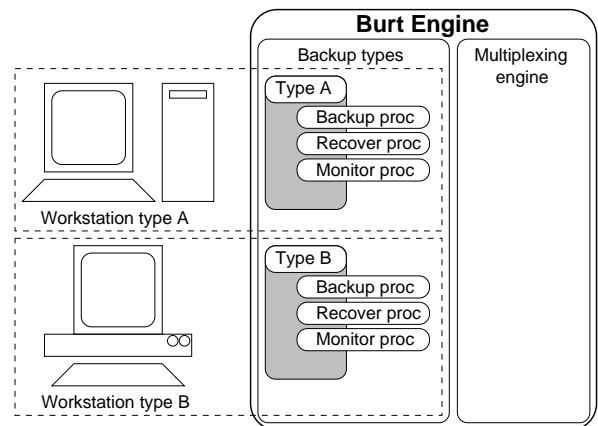 Burt Engine
Backup types
Multiplexing
engine
Type A
Backup proc
Recover proc
Monitor proc
Workstation type A
Type B
Backup proc
Recover proc
Monitor proc
Workstation type B